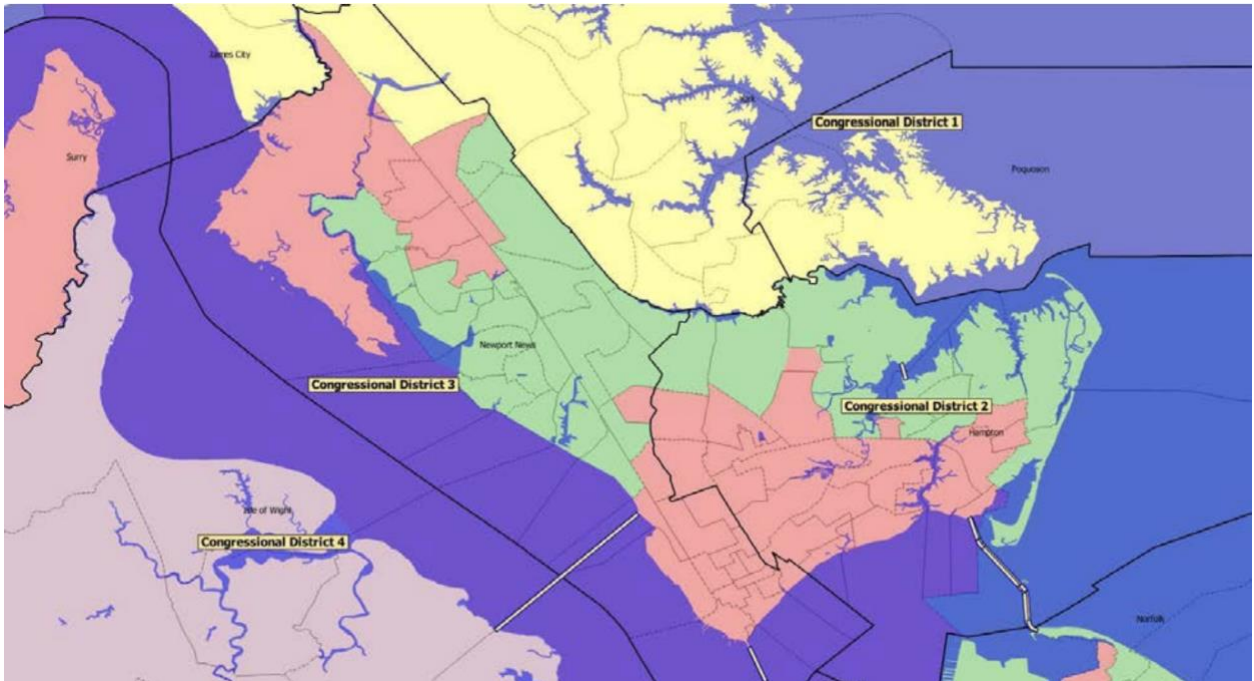 James City
York
Congressional District 1
Surry
Poquoson
Newport News
Congressional District 3
Congressional District 2
Hampton
Isle of Wight
Congressional District 4
Norfolk